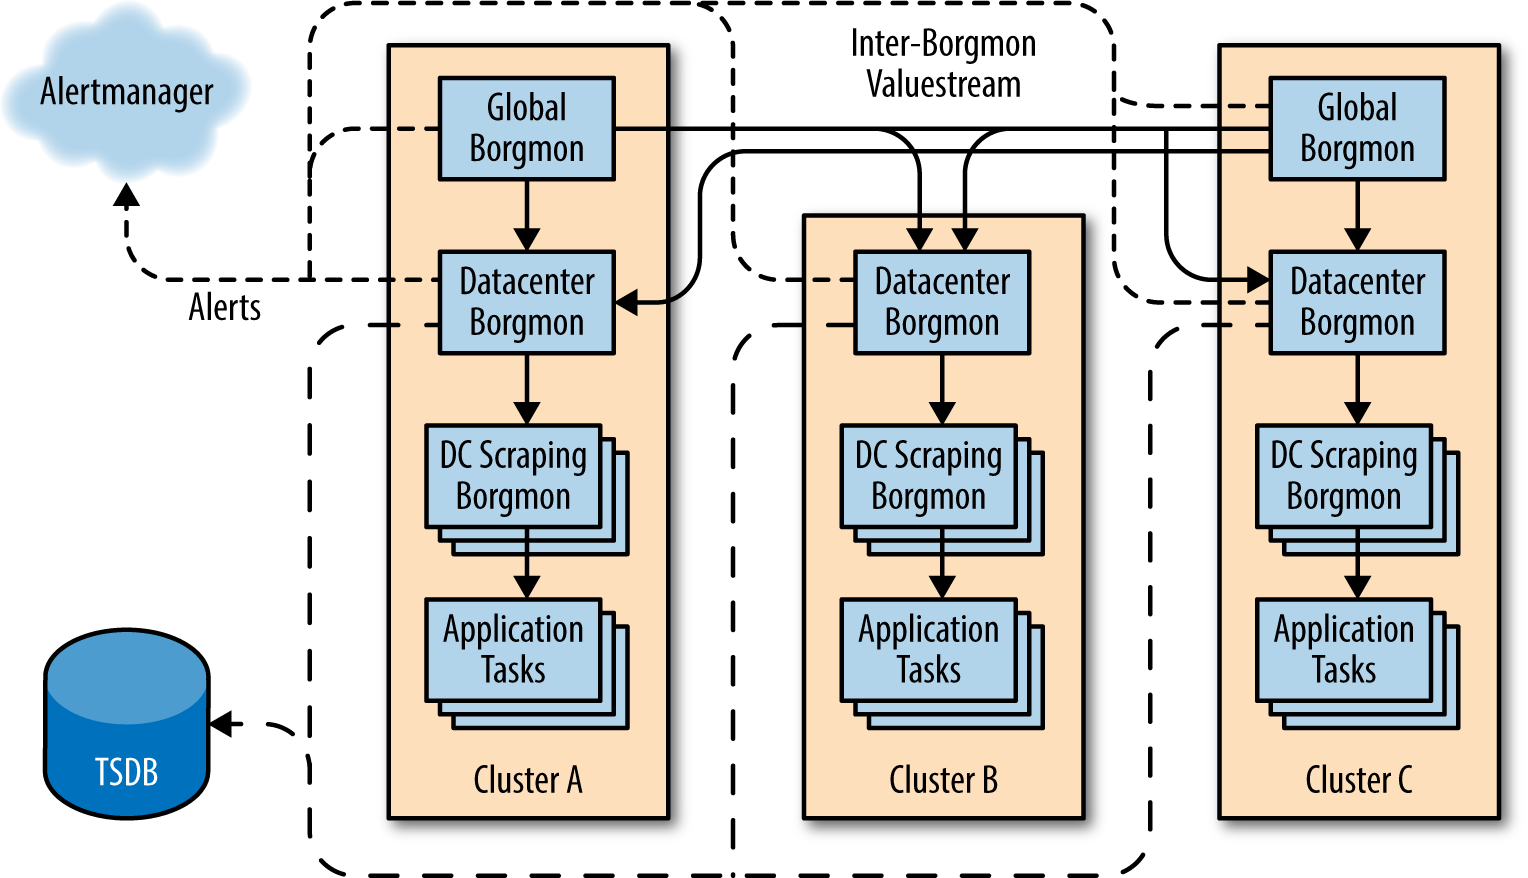 Alertmanager
Alerts
TSDB
Inter-Borgmon
Valuestream
Global
Borgmon
Datacenter
Borgmon
DC Scraping
Borgmon
Application
Tasks
Cluster A
Datacenter
Borgmon
DC Scraping
Borgmon
Application
Tasks
Cluster B
Global
Borgmon
Datacenter
Borgmon
DC Scraping
Borgmon
Application
Tasks
Cluster C